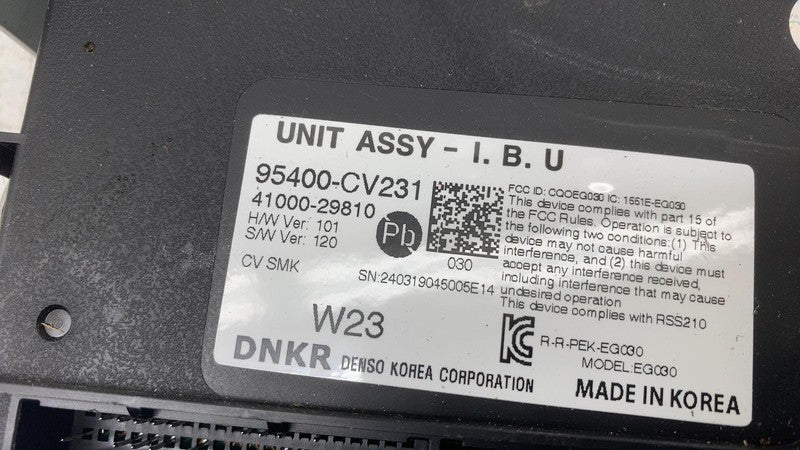 UNIT ASSY - I. B. U
95400-CV231
41000-29810
H/W Ver: 101
S/W Ver: 120
Pb
030
CV SMK
SN:240319045005E14
FCC ID: CQOEG030 IC: 1551E-EG030
This device complies with part 15 of
the FCC Rules. Operation is subject to
the following two conditions:(1) This
device may not cause harmful
interference, and (2) this device must
accept any interference received,
including interference that may cause
undesired operation
This device complies with RSS210
W23
R-R-PEK-EG030
MODEL:EG030
DNKR DENSO KOREA CORPORATION
MADE IN KOREA